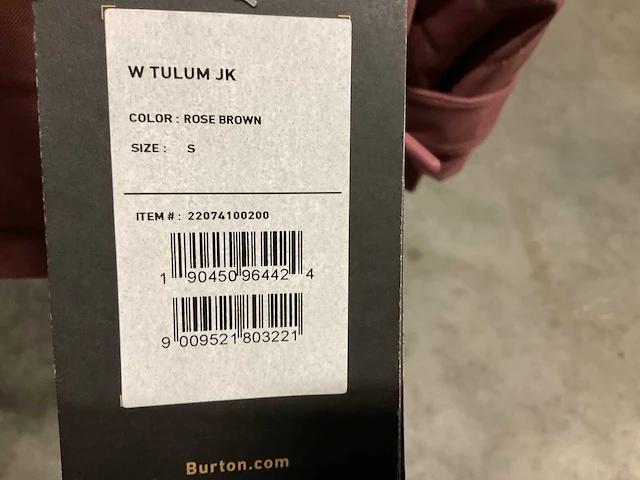 W TULUM JK
COLOR : ROSE BROWN
SIZE : S
ITEM # : 22074100200
1 90450 96442 4
9 009521 803221
Burton.com